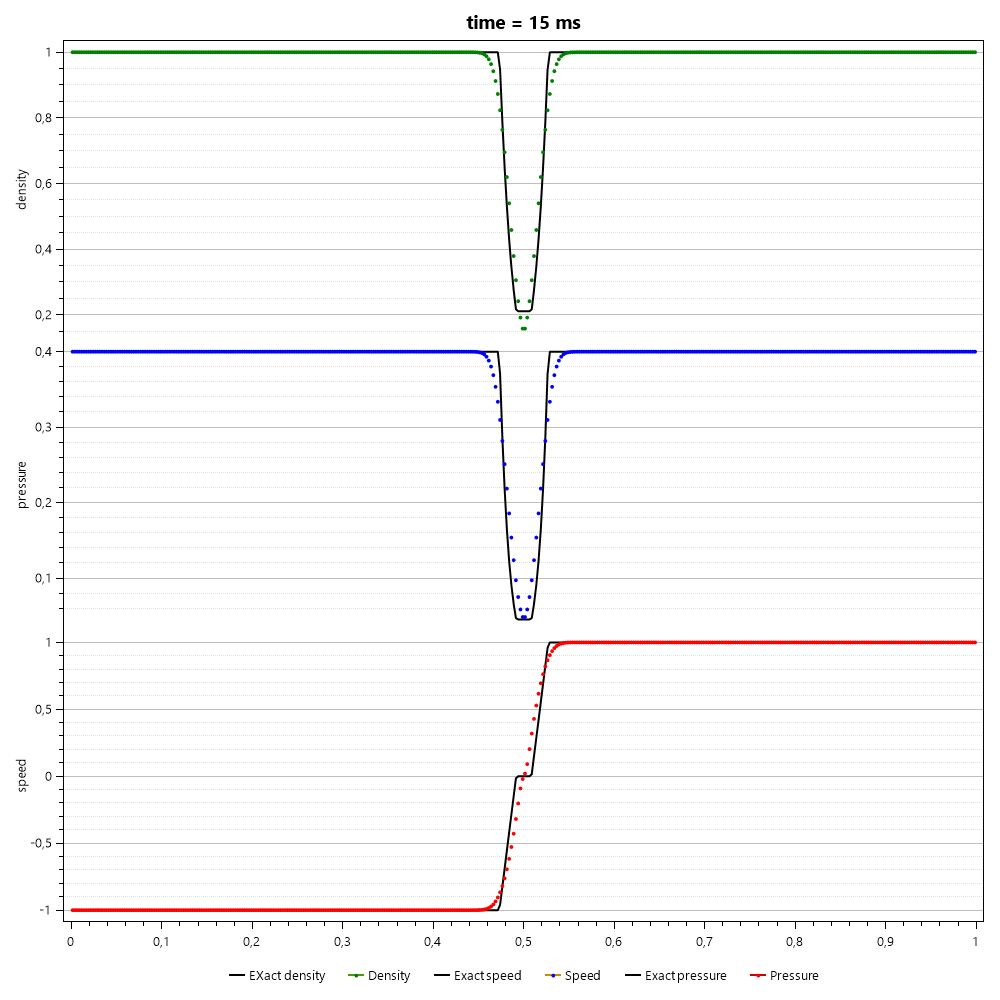 time = 15 ms
1
0,8
0,6
0,4
0,2
density
0,4
0,3
0,2
0,1
pressure
1
0,5
0
-0,5
-1
speed
0 0,1 0,2 0,3 0,4 0,5 0,6 0,7 0,8 0,9 1
EXact density Density Exact speed Speed Exact pressure Pressure